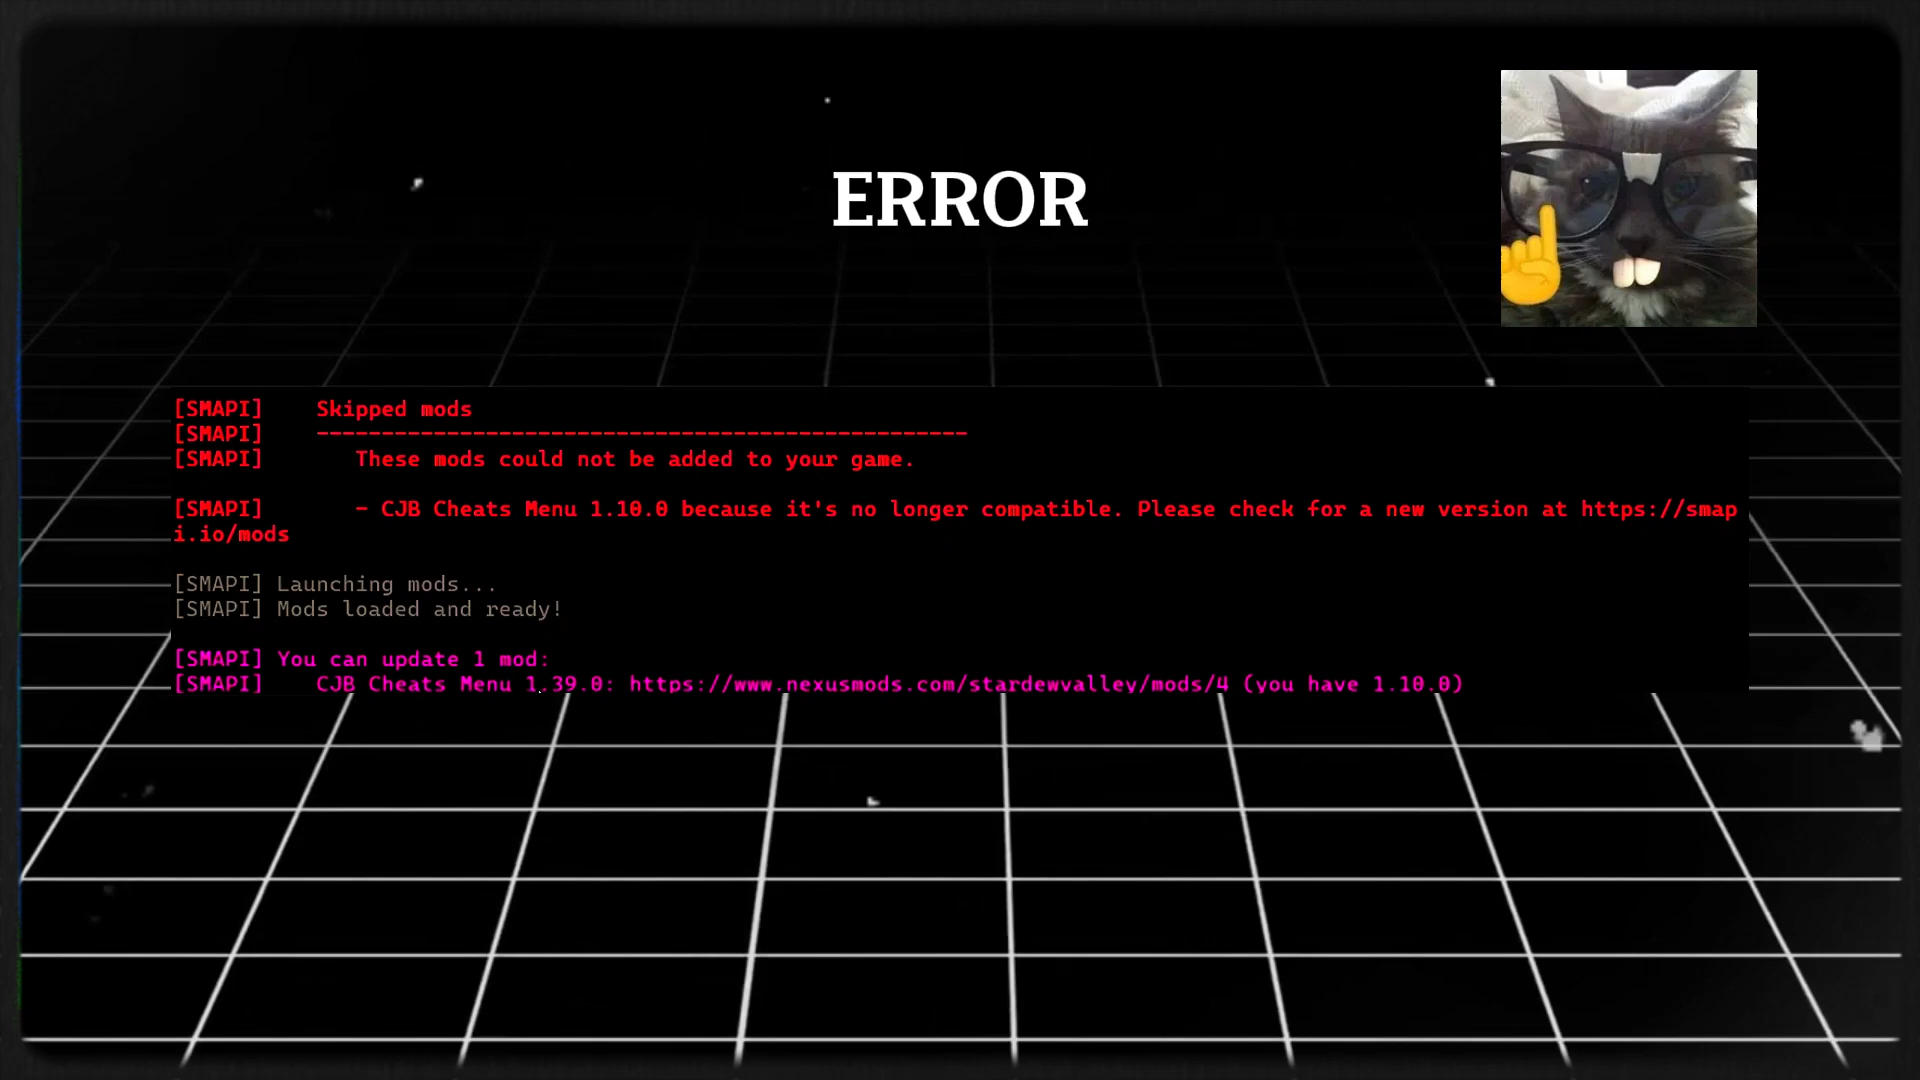 ERROR
[SMAPI]    Skipped mods
[SMAPI]    --------------------------------------------------
[SMAPI]       These mods could not be added to your game.
[SMAPI]       - CJB Cheats Menu 1.10.0 because it's no longer compatible. Please check for a new version at https://smap
i.io/mods
[SMAPI] Launching mods...
[SMAPI] Mods loaded and ready!
[SMAPI] You can update 1 mod:
[SMAPI]    CJB Cheats Menu 1.39.0: https://www.nexusmods.com/stardewvalley/mods/4 (you have 1.10.0)